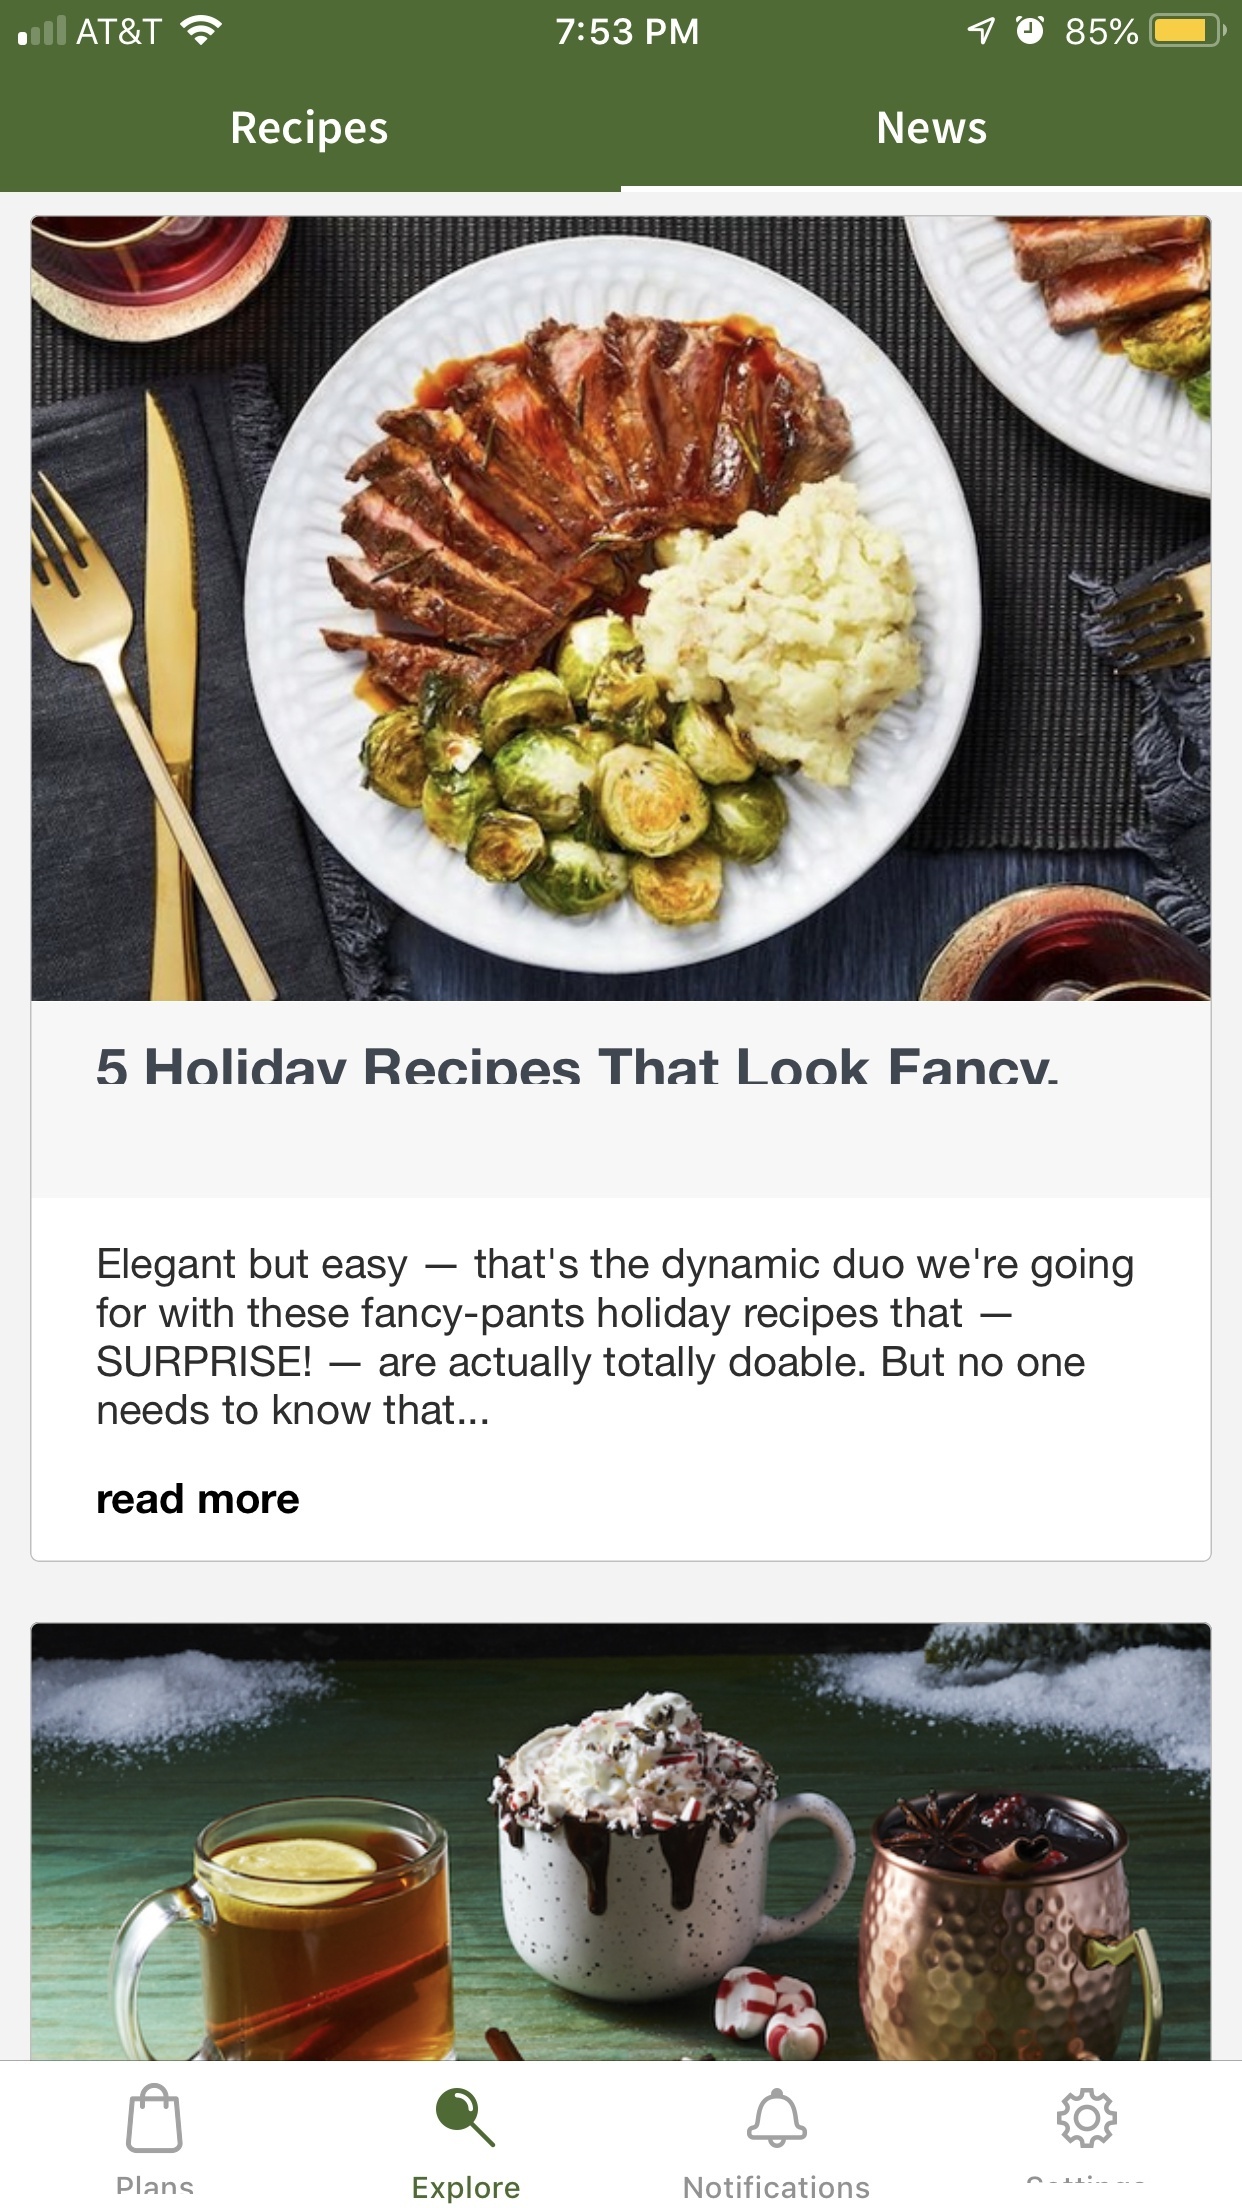 AT&T 7:53 PM 85%
Recipes News
5 Holiday Recipes That Look Fancy,
Elegant but easy — that's the dynamic duo we're going
for with these fancy-pants holiday recipes that —
SURPRISE! — are actually totally doable. But no one
needs to know that...
read more
Plans Explore Notifications Settings